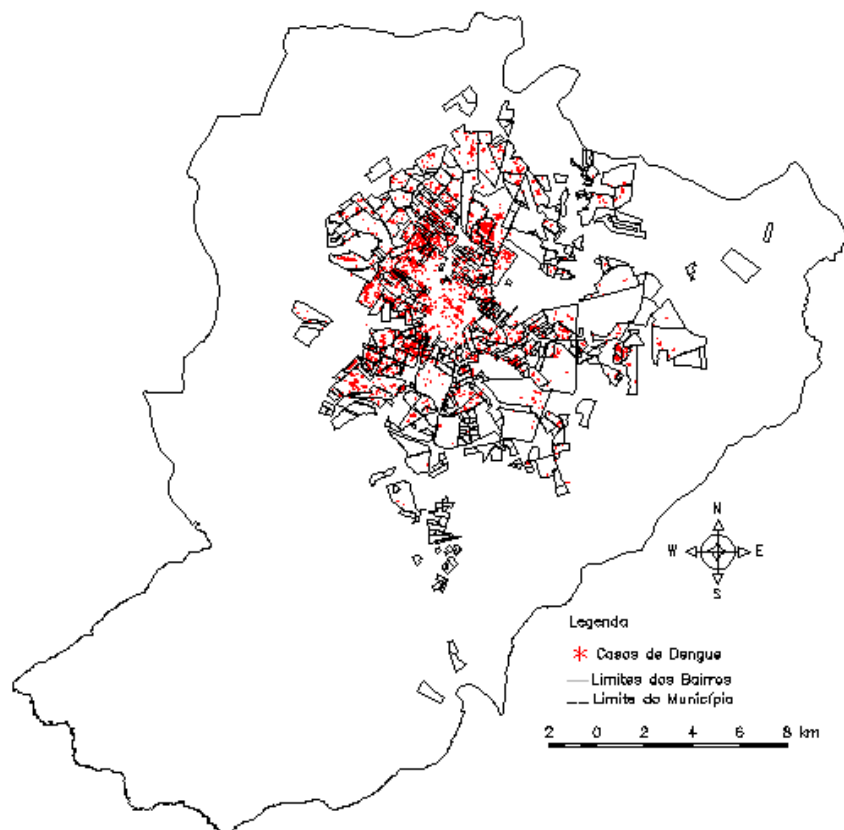 N
W E
S
Legenda
Casos de Dengue
Limites dos Bairros
Limite do Município
2 0 2 4 6 8 km